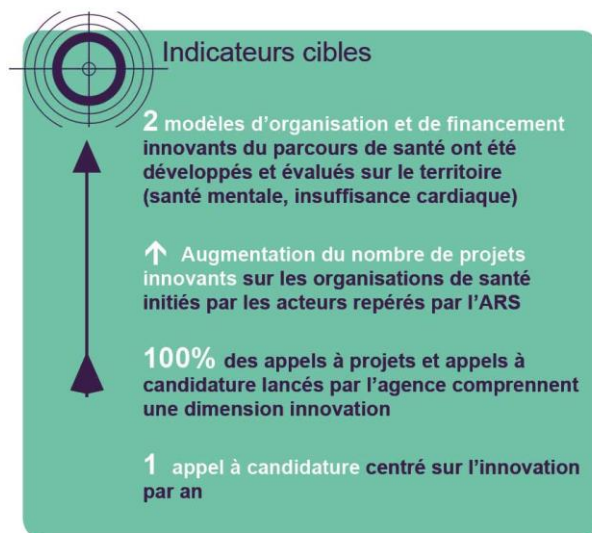 Indicateurs cibles
2 modèles d’organisation et de financement
innovants du parcours de santé ont été
développés et évalués sur le territoire
(santé mentale, insuffisance cardiaque)
↑ Augmentation du nombre de projets
innovants sur les organisations de santé
initiés par les acteurs repérés par l’ARS
100% des appels à projets et appels à
candidature lancés par l’agence comprennent
une dimension innovation
1 appel à candidature centré sur l’innovation
par an